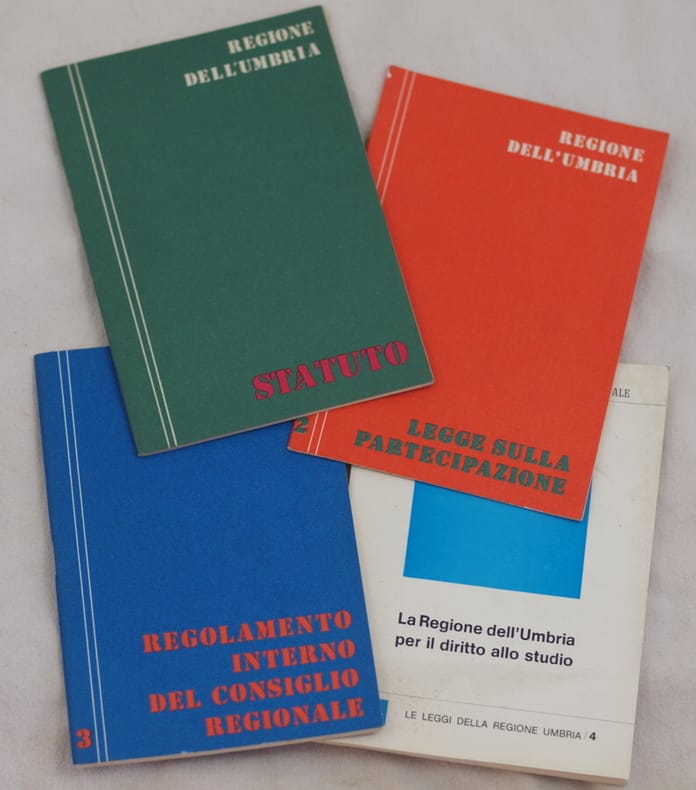 REGIONE
DELL'UMBRIA
STATUTO
REGIONE
DELL'UMBRIA
2
LEGGE SULLA
PARTECIPAZIONE
REGOLAMENTO
INTERNO
DEL CONSIGLIO
REGIONALE
3
La Regione dell'Umbria
per il diritto allo studio
LE LEGGI DELLA REGIONE UMBRIA/4